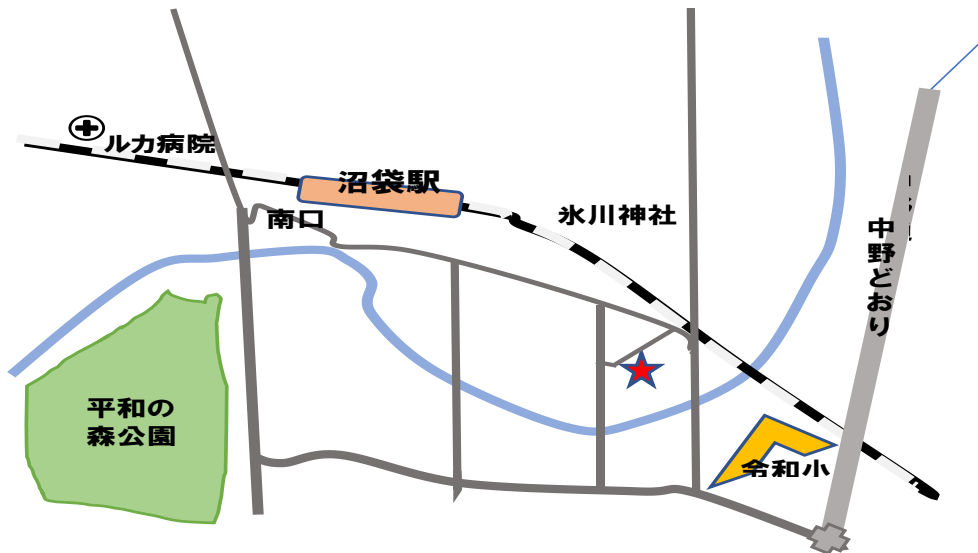 ルカ病院
沼袋駅
南口
氷川神社
中野どおり
平和の
森公園
令和小